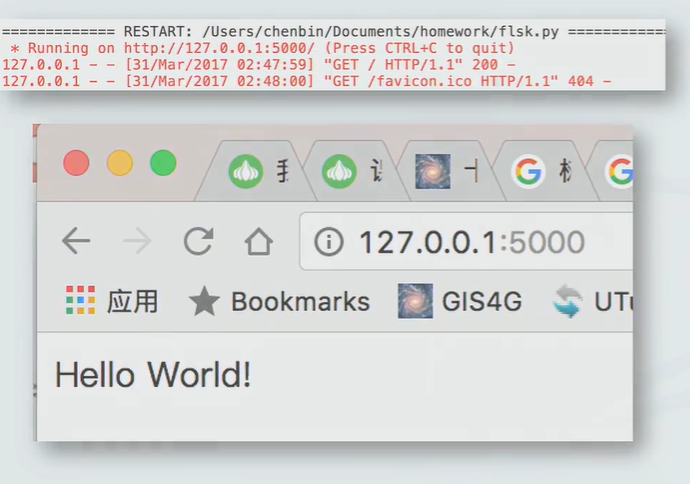 ============= RESTART: /Users/chenbin/Documents/homework/flsk.py =============
* Running on http://127.0.0.1:5000/ (Press CTRL+C to quit)
127.0.0.1 - - [31/Mar/2017 02:47:59] "GET / HTTP/1.1" 200 -
127.0.0.1 - - [31/Mar/2017 02:48:00] "GET /favicon.ico HTTP/1.1" 404 -
127.0.0.1:5000
应用 Bookmarks GIS4G
Hello World!